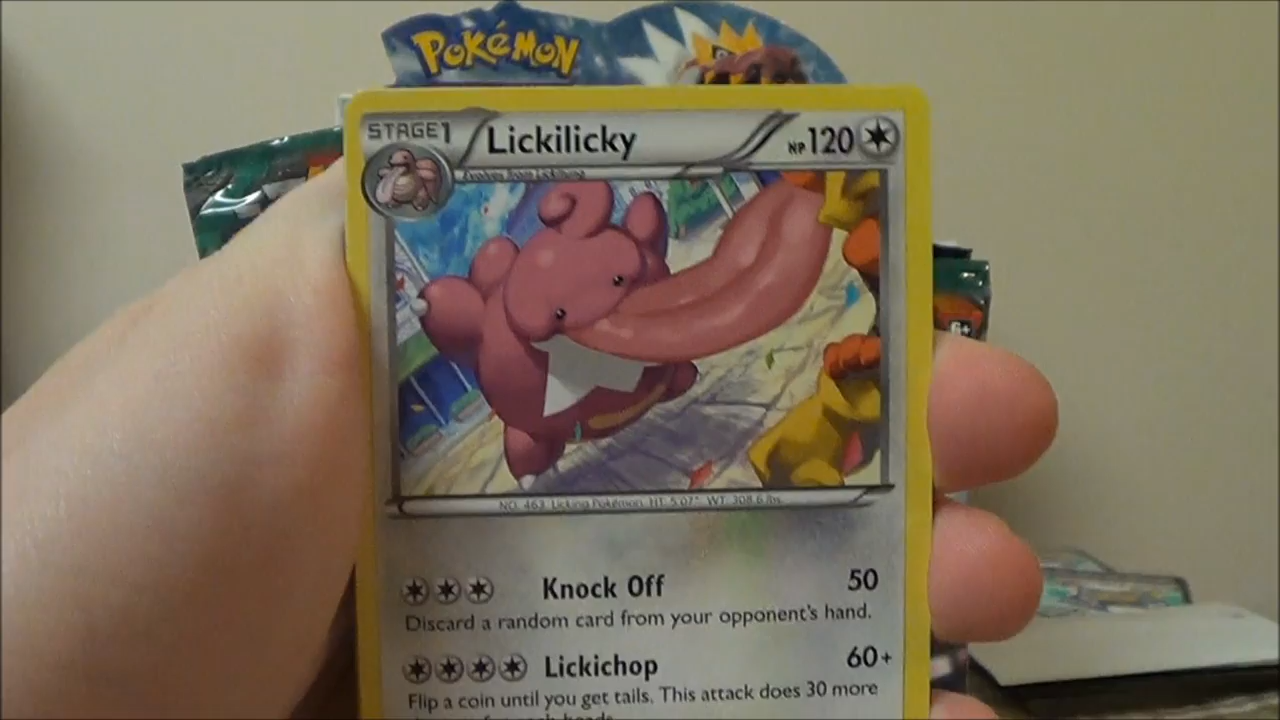 POKéMON
STAGE1 Lickilicky HP120
Evolves from Lickitung
NO. 463 Licking Pokémon HT: 5'07" WT: 308.6 lbs.
Knock Off 50
Discard a random card from your opponent's hand.
Lickichop 60+
Flip a coin until you get tails. This attack does 30 more
6+